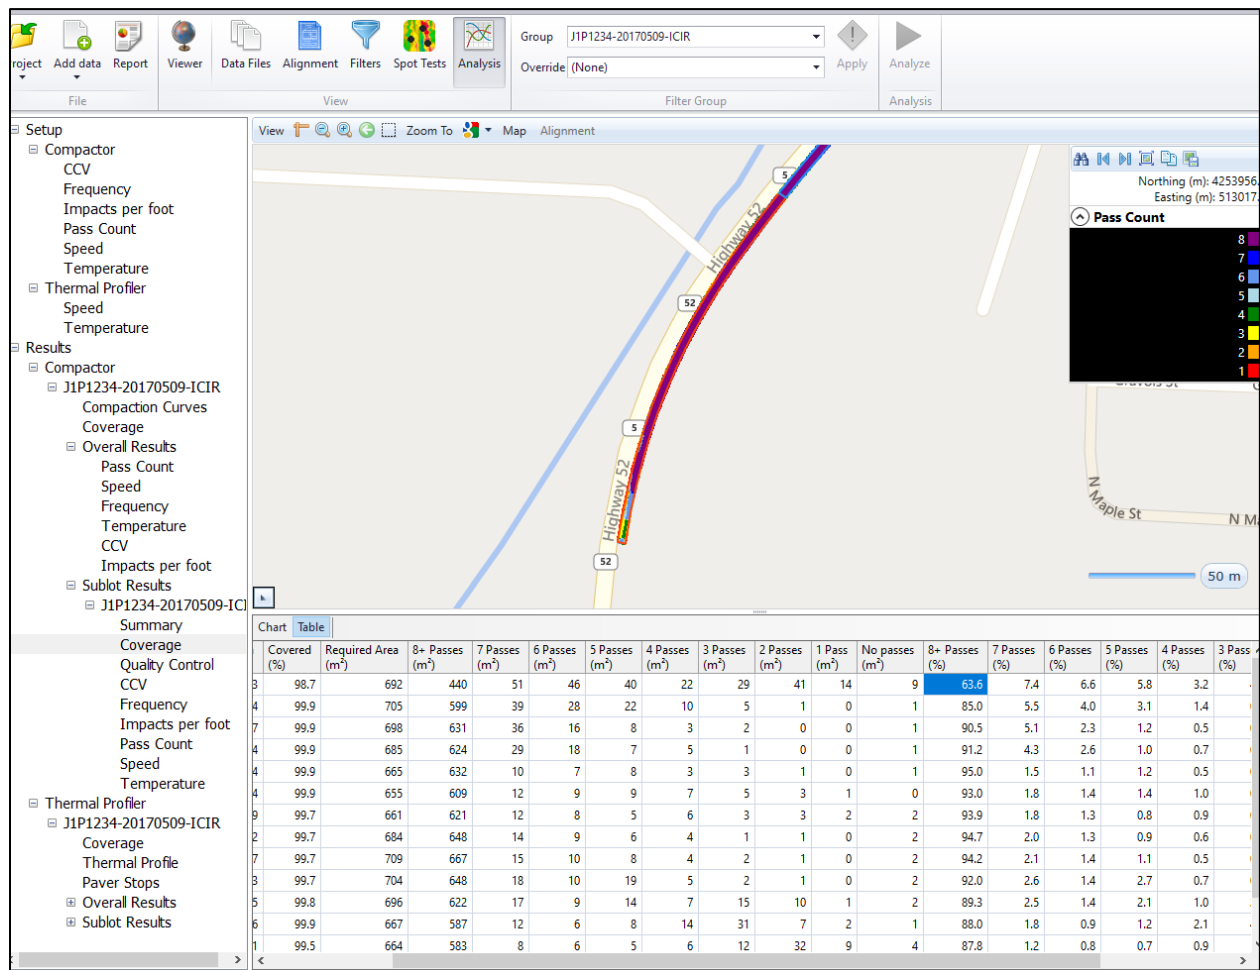 roject Add data Report Viewer Data Files Alignment Filters Spot Tests Analysis Group J1P1234-20170509-ICIR Apply Analyze
Override (None)
File View Filter Group Analysis
Setup
Compactor
CCV
Frequency
Impacts per foot
Pass Count
Speed
Temperature
Thermal Profiler
Speed
Temperature
Results
Compactor
J1P1234-20170509-ICIR
Compaction Curves
Coverage
Overall Results
Pass Count
Speed
Frequency
Temperature
CCV
Impacts per foot
Sublot Results
J1P1234-20170509-ICI
Summary
Coverage
Quality Control
CCV
Frequency
Impacts per foot
Pass Count
Speed
Temperature
Thermal Profiler
J1P1234-20170509-ICIR
Coverage
Thermal Profile
Paver Stops
Overall Results
Sublot Results
View Zoom To Map Alignment
5
Highway 52
52
5
Highway 52
52
Northing (m): 4253956.
Easting (m): 513017.
Pass Count
8
7
6
5
4
3
2
1
N Maple St
N Ma
50 m
Chart Table
Covered (%) Required Area (m²) 8+ Passes (m²) 7 Passes (m²) 6 Passes (m²) 5 Passes (m²) 4 Passes (m²) 3 Passes (m²) 2 Passes (m²) 1 Pass (m²) No passes (m²) 8+ Passes (%) 7 Passes (%) 6 Passes (%) 5 Passes (%) 4 Passes (%) 3 Pass (%)
3 98.7 692 440 51 46 40 22 29 41 14 9 63.6 7.4 6.6 5.8 3.2
4 99.9 705 599 39 28 22 10 5 1 0 1 85.0 5.5 4.0 3.1 1.4
7 99.9 698 631 36 16 8 3 2 0 0 1 90.5 5.1 2.3 1.2 0.5
4 99.9 685 624 29 18 7 5 1 0 0 1 91.2 4.3 2.6 1.0 0.7
4 99.9 665 632 10 7 8 3 3 1 0 1 95.0 1.5 1.1 1.2 0.5
4 99.9 655 609 12 9 9 7 5 3 1 0 93.0 1.8 1.4 1.4 1.0
9 99.7 661 621 12 8 5 6 3 3 2 2 93.9 1.8 1.3 0.8 0.9
2 99.7 684 648 14 9 6 4 1 1 0 2 94.7 2.0 1.3 0.9 0.6
7 99.7 709 667 15 10 8 4 2 1 0 2 94.2 2.1 1.4 1.1 0.5
3 99.7 704 648 18 10 19 5 2 1 0 2 92.0 2.6 1.4 2.7 0.7
5 99.8 696 622 17 9 14 7 15 10 1 2 89.3 2.5 1.4 2.1 1.0
6 99.9 667 587 12 6 8 14 31 7 2 1 88.0 1.8 0.9 1.2 2.1
1 99.5 664 583 8 6 5 6 12 32 9 4 87.8 1.2 0.8 0.7 0.9